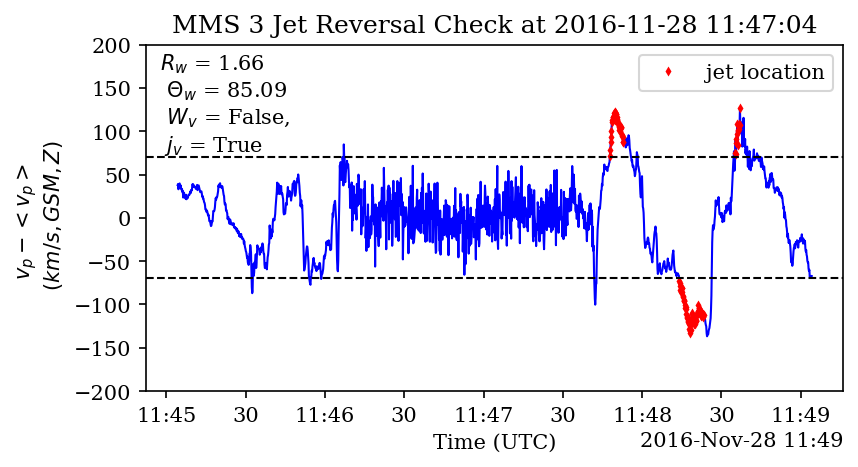 MMS 3 Jet Reversal Check at 2016-11-28 11:47:04
R_w = 1.66
Θ_w = 85.09
W_v = False,
j_v = True
jet location
v_p − <v_p>
(km/s, GSM, Z)
200
150
100
50
0
−50
−100
−150
−200
11:45 30 11:46 30 11:47 30 11:48 30 11:49
Time (UTC)
2016-Nov-28 11:49